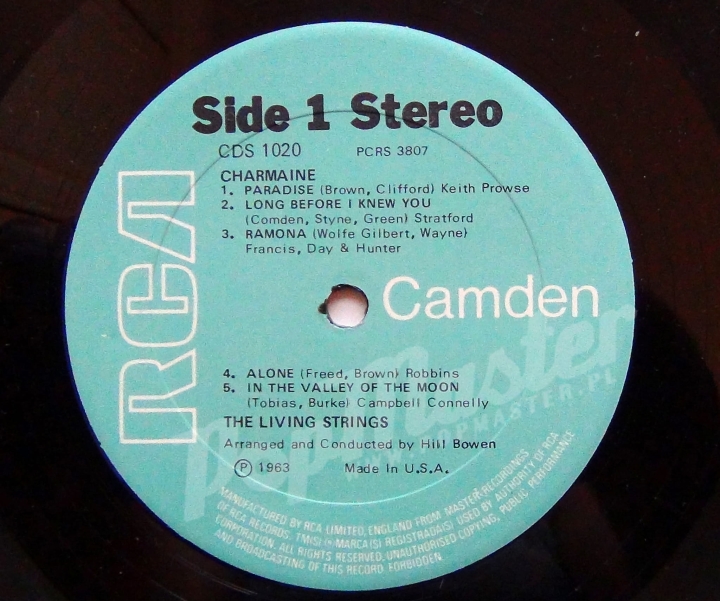 Side 1 Stereo
CDS 1020 PCRS 3807
CHARMAINE
1. PARADISE (Brown, Clifford) Keith Prowse
2. LONG BEFORE I KNEW YOU
(Comden, Styne, Green) Stratford
3. RAMONA (Wolfe Gilbert, Wayne)
Francis, Day & Hunter
RCA
Camden
4. ALONE (Freed, Brown) Robbins
5. IN THE VALLEY OF THE MOON
(Tobias, Burke) Campbell Connelly
THE LIVING STRINGS
Arranged and Conducted by Hill Bowen
Ⓟ 1963 Made In U.S.A.
MANUFACTURED BY RCA LIMITED, ENGLAND FROM MASTER-RECORDINGS
OF RCA RECORDS. TM(S) ® MARCA(S) REGISTRADA(S) USED BY AUTHORITY OF RCA
CORPORATION. ALL RIGHTS RESERVED. UNAUTHORISED COPYING, PUBLIC PERFORMANCE
AND BROADCASTING OF THIS RECORD FORBIDDEN
Pop Master
WWW.POPMASTER.PL